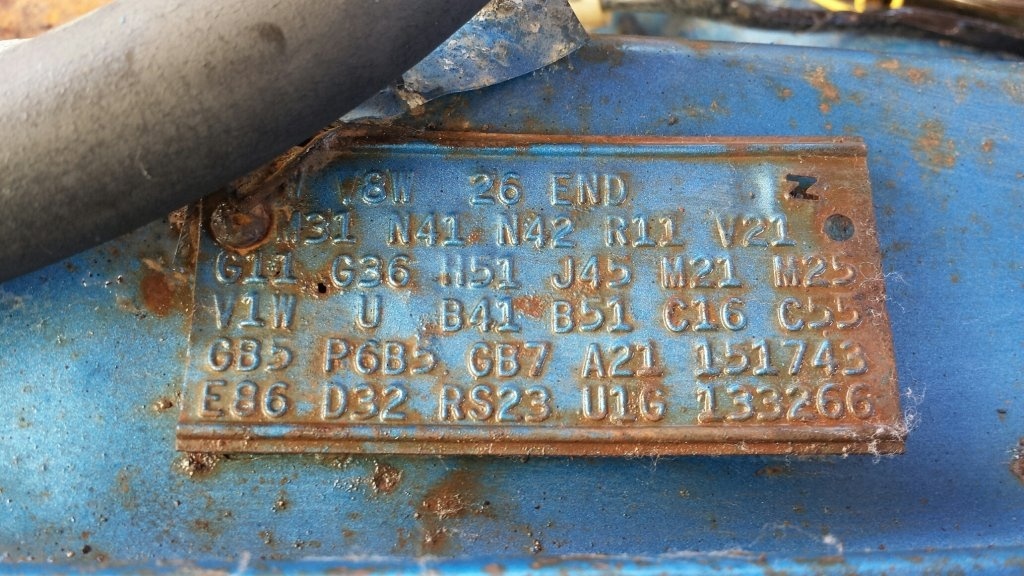 V8W 26 END Z
N31 N41 N42 R11 V21
G11 G36 H51 J45 M21 M25
V1W U B41 B51 C16 C55
GB5 P6B5 GB7 A21 151743
E86 D32 RS23 U1G 133266